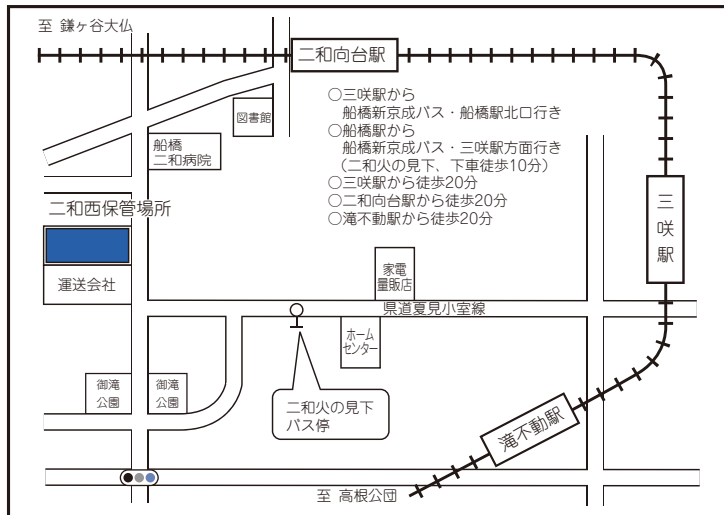 至 鎌ヶ谷大仏
二和向台駅
○三咲駅から
船橋新京成バス・船橋駅北口行き
○船橋駅から
船橋新京成バス・三咲駅方面行き
（二和火の見下、下車徒歩10分）
○三咲駅から徒歩20分
○二和向台駅から徒歩20分
○滝不動駅から徒歩20分
図書館
船橋
二和病院
二和西保管場所
運送会社
三咲駅
家電
量販店
県道夏見小室線
ホーム
センター
御滝
公園
御滝
公園
二和火の見下
バス停
滝不動駅
至 高根公団